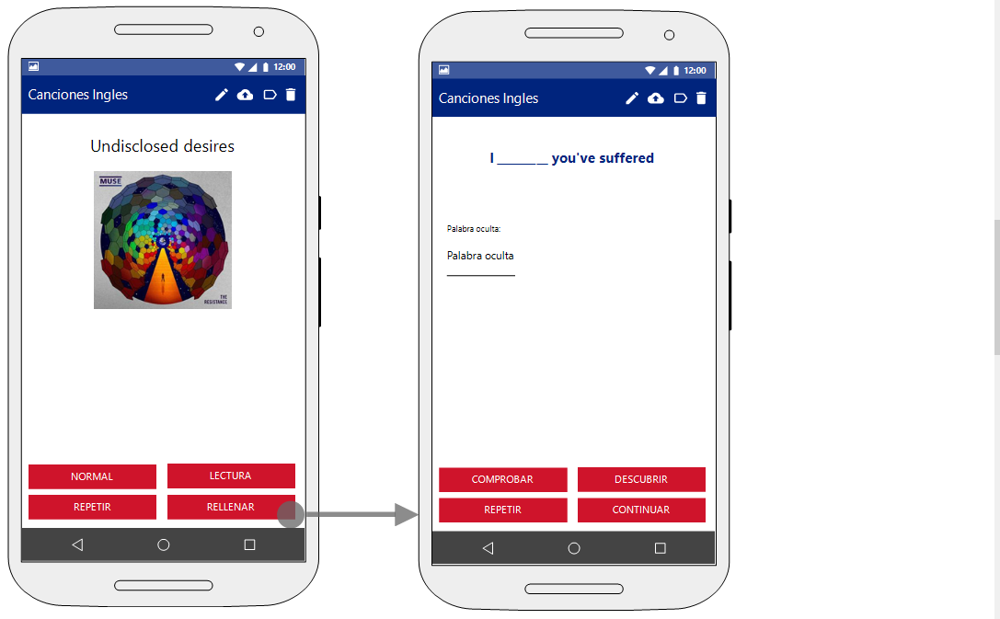 12:00
Canciones Ingles
Undisclosed desires
MUSE
THE
RESISTANCE
NORMAL
LECTURA
REPETIR
RELLENAR
12:00
Canciones Ingles
I ________ you've suffered
Palabra oculta:
Palabra oculta
COMPROBAR
DESCUBRIR
REPETIR
CONTINUAR